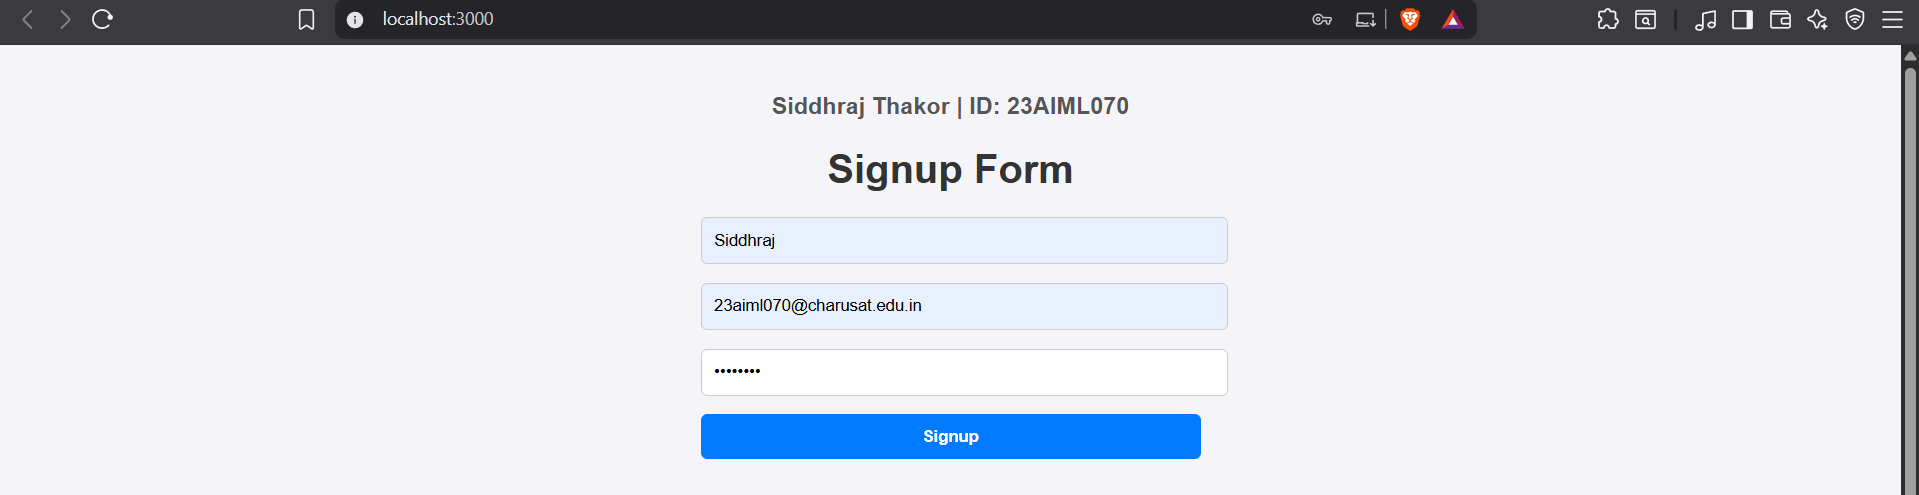 localhost:3000
Siddhraj Thakor | ID: 23AIML070
Signup Form
Siddhraj
23aiml070@charusat.edu.in
••••••••
Signup